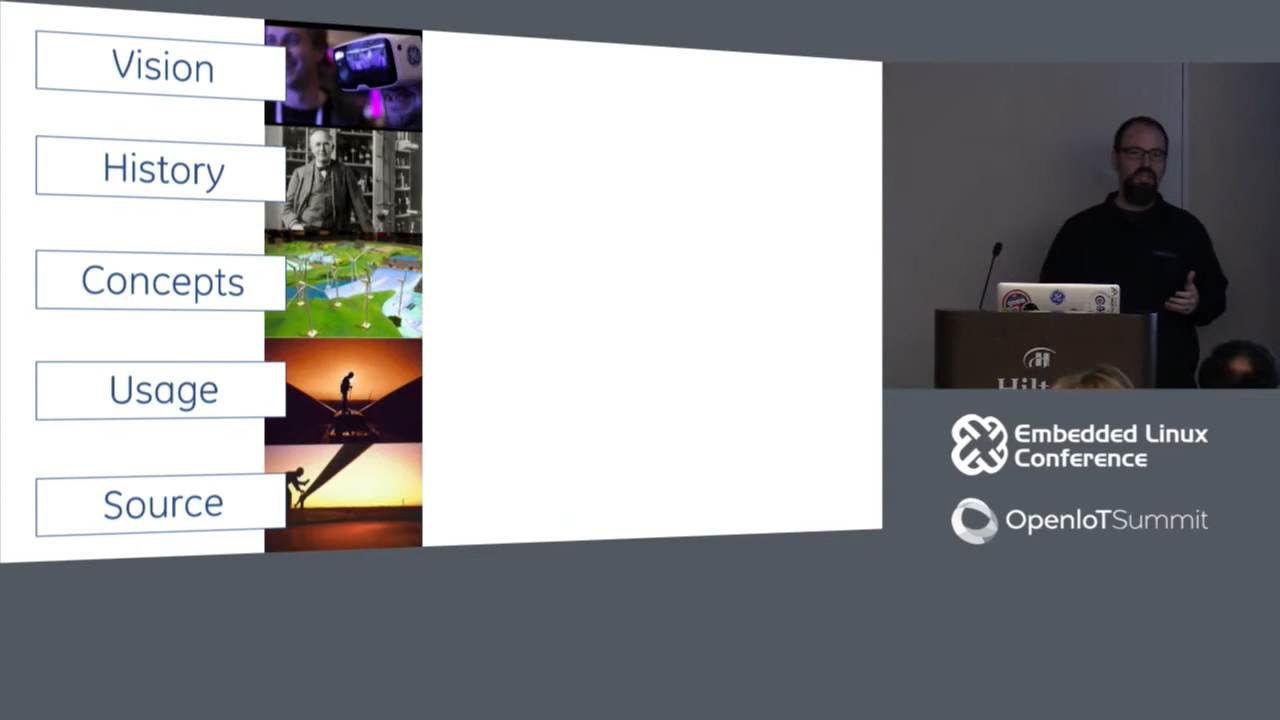 Vision
History
Concepts
Usage
Source
Embedded Linux
Conference
OpenIoTSummit